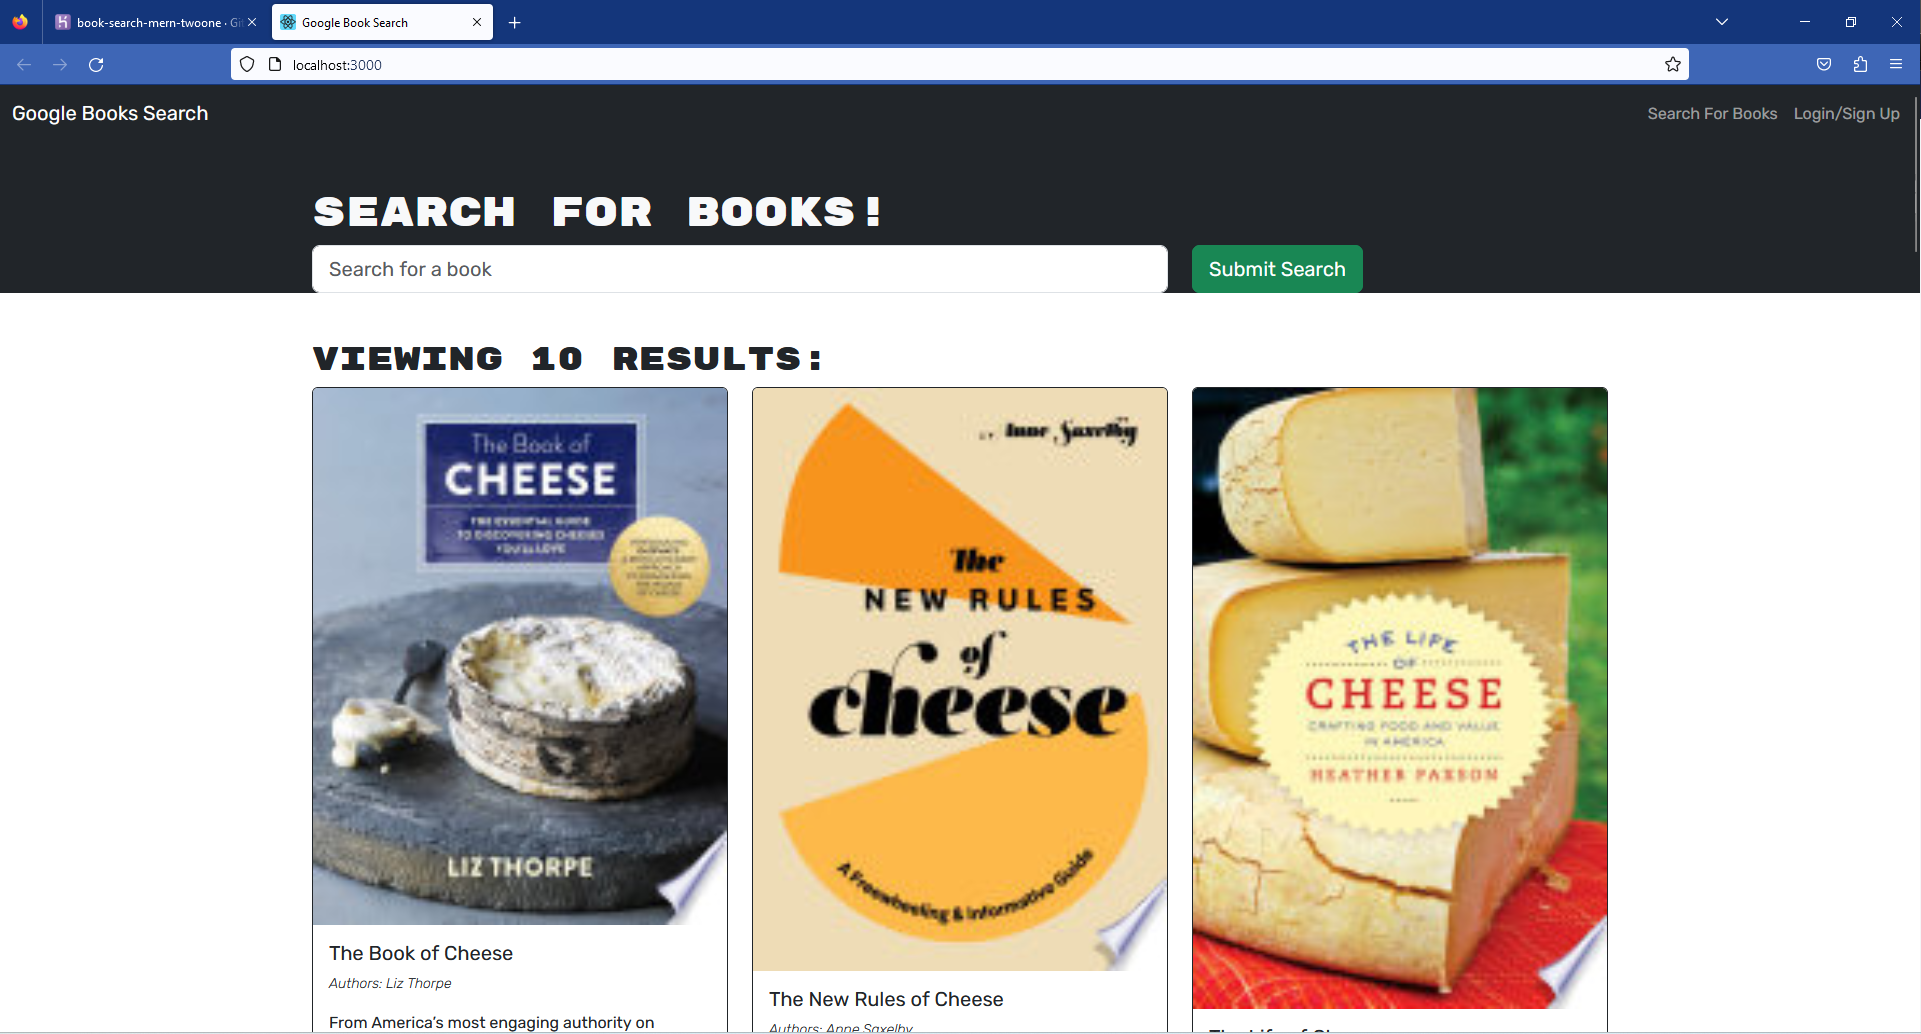 book-search-mern-twoone · Gi
Google Book Search
localhost:3000
Google Books Search
Search For Books
Login/Sign Up
SEARCH FOR BOOKS!
Search for a book
Submit Search
VIEWING 10 RESULTS:
The Book of
CHEESE
THE ESSENTIAL GUIDE
TO DISCOVERING CHEESES
YOU'LL LOVE
LIZ THORPE
The Book of Cheese
Authors: Liz Thorpe
From America's most engaging authority on
BY Anne Saxelby
The
NEW RULES
of
cheese
A Freewheeling & Informative Guide
The New Rules of Cheese
Authors: Anne Saxelby
THE LIFE
OF
CHEESE
CRAFTING FOOD AND VALUE
IN AMERICA
HEATHER PAXSON